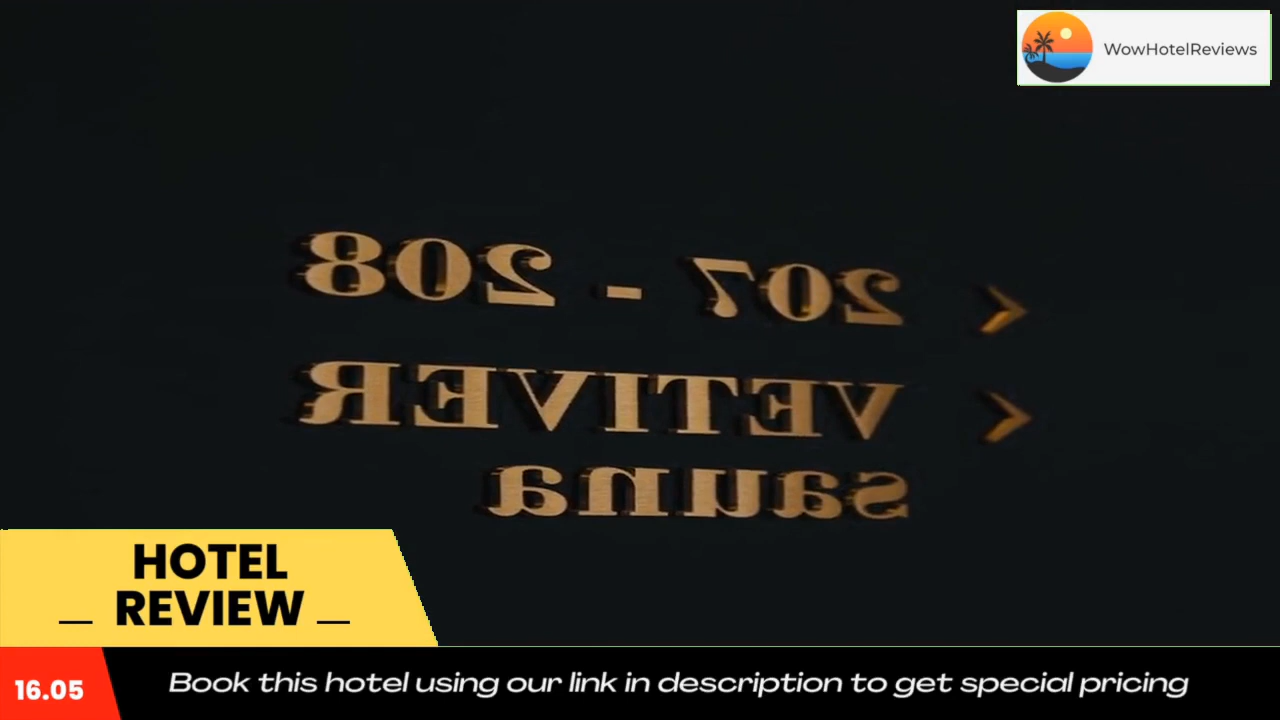 WowHotelReviews
207 - 208
VETIVER
sauna
HOTEL
_ REVIEW _
16.05
Book this hotel using our link in description to get special pricing